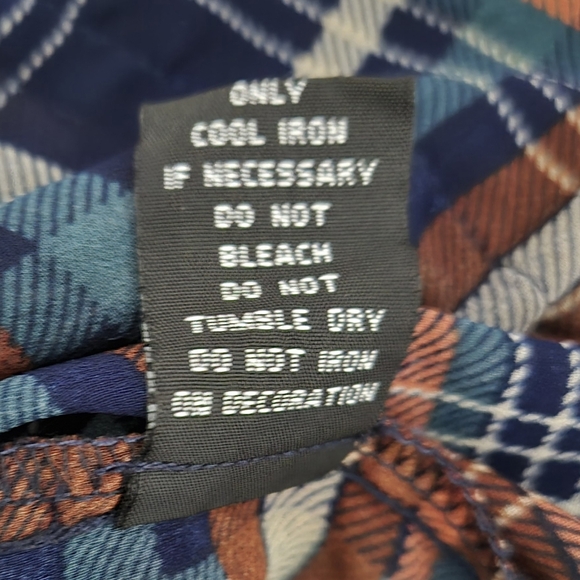 ONLY
COOL IRON
IF NECESSARY
DO NOT
BLEACH
DO NOT
TUMBLE DRY
DO NOT IRON
ON DECORATION